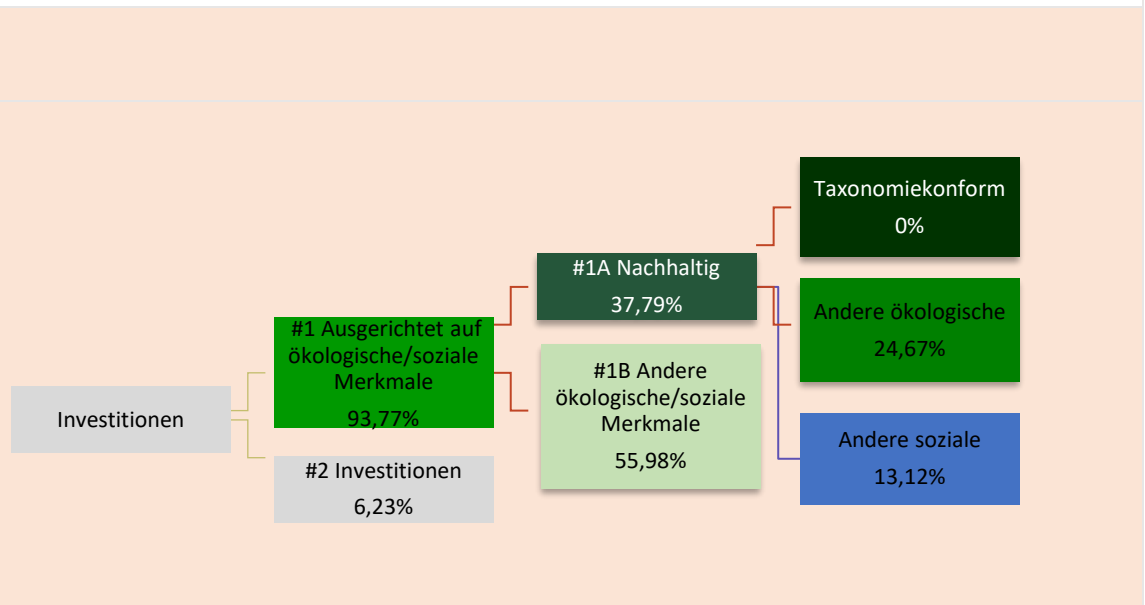 Investitionen
#1 Ausgerichtet auf
ökologische/soziale
Merkmale
93,77%
#2 Investitionen
6,23%
#1A Nachhaltig
37,79%
#1B Andere
ökologische/soziale
Merkmale
55,98%
Taxonomiekonform
0%
Andere ökologische
24,67%
Andere soziale
13,12%